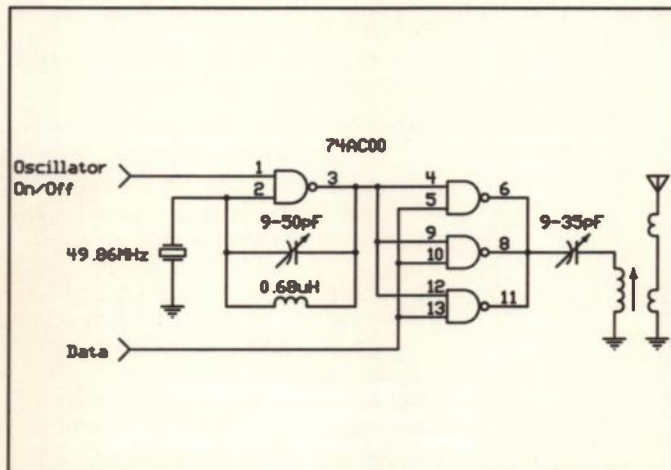 74AC00
Oscillator
On/Off
1
2
3
4
5
6
9-50pF
9-35pF
9
10
8
49.86MHz
0.68uH
12
13
11
Data